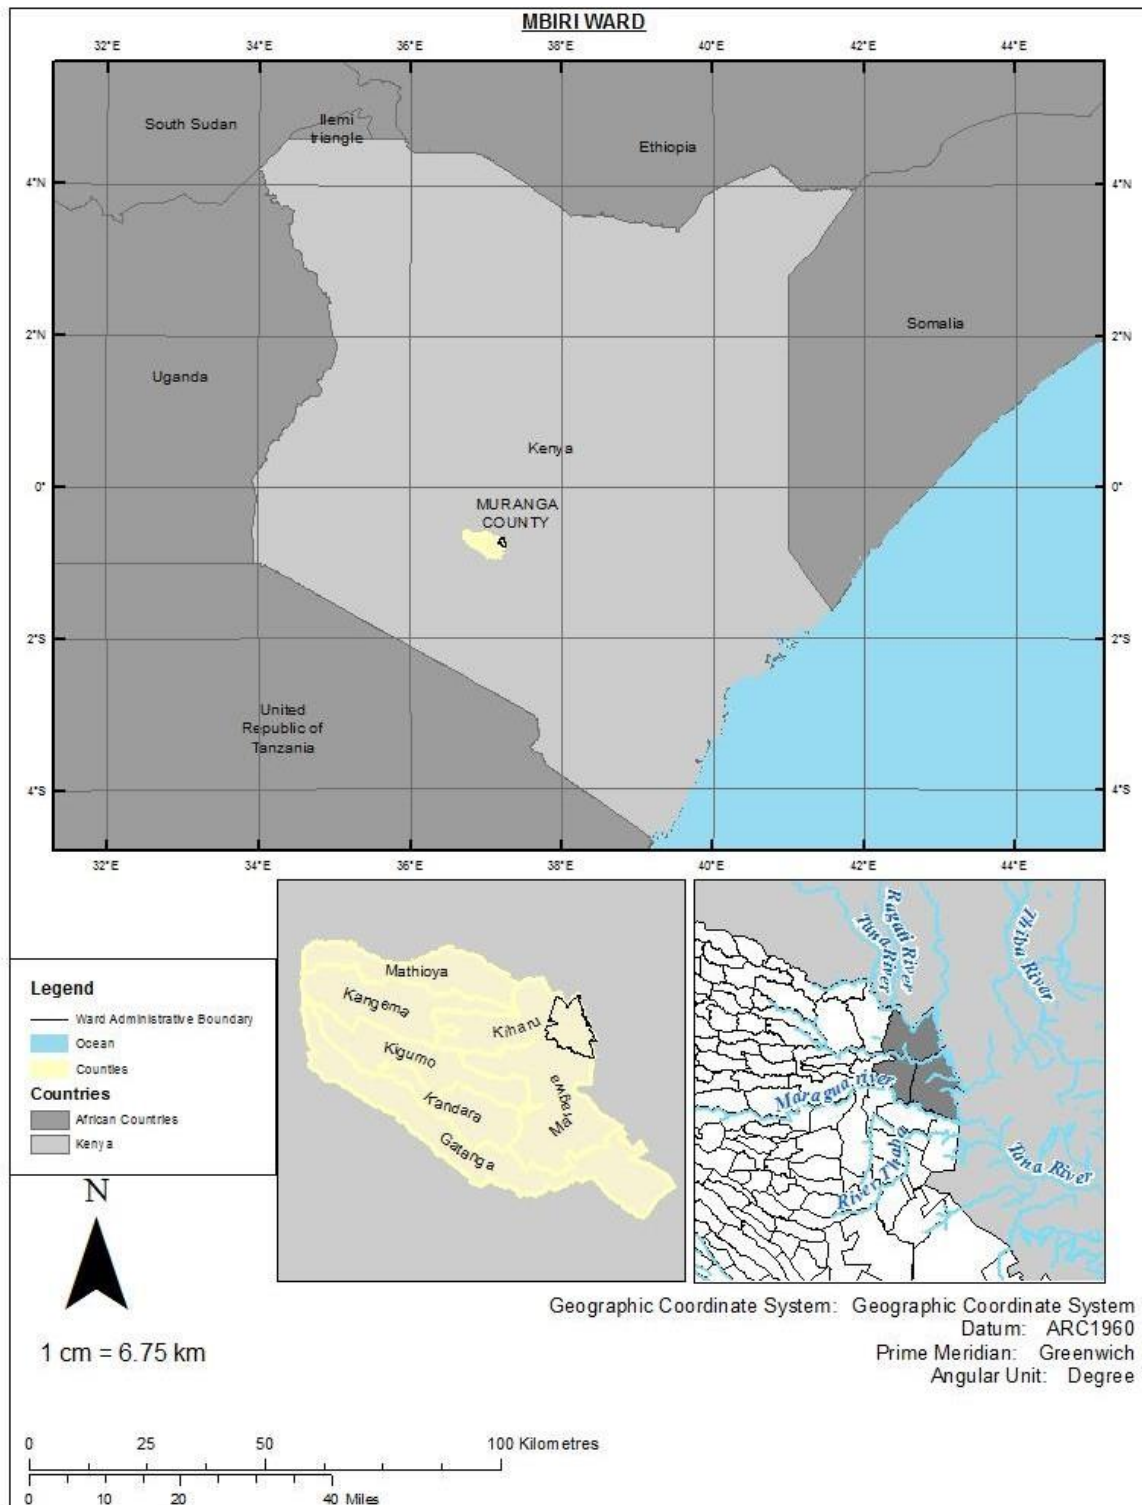 MBIRI WARD
32°E 34°E 36°E 38°E 40°E 42°E 44°E
South Sudan
Ilemi
triangle
Ethiopia
4°N 4°N
Somalia
2°N 2°N
Uganda
Kenya
0° 0°
MURANGA
COUNTY
2°S 2°S
United
Republic of
Tanzania
4°S 4°S
32°E 34°E 36°E 38°E 40°E 42°E 44°E
Legend
Ward Administrative Boundary
Ocean
Counties
Countries
African Countries
Kenya
Mathioya
Kangema
Kiharu
Kigumo
Maragwa
Kandara
Gatanga
Tana River
Ragati River
Thiba River
Maragua river
River Thaba
Tana River
N
1 cm = 6.75 km
Geographic Coordinate System: Geographic Coordinate System
Datum: ARC1960
Prime Meridian: Greenwich
Angular Unit: Degree
0 25 50 100 Kilometres
0 10 20 40 Miles